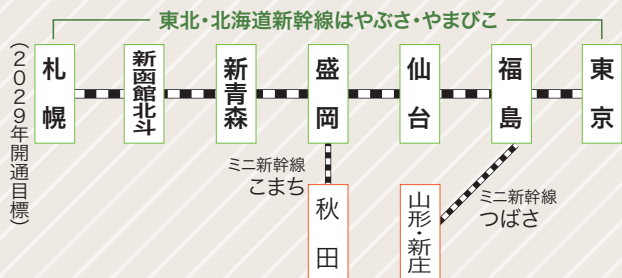 東北・北海道新幹線はやぶさ・やまびこ
札幌
新函館北斗
新青森
盛岡
仙台
福島
東京
(2029年開通目標)
ミニ新幹線
こまち
秋田
山形・新庄
ミニ新幹線
つばさ